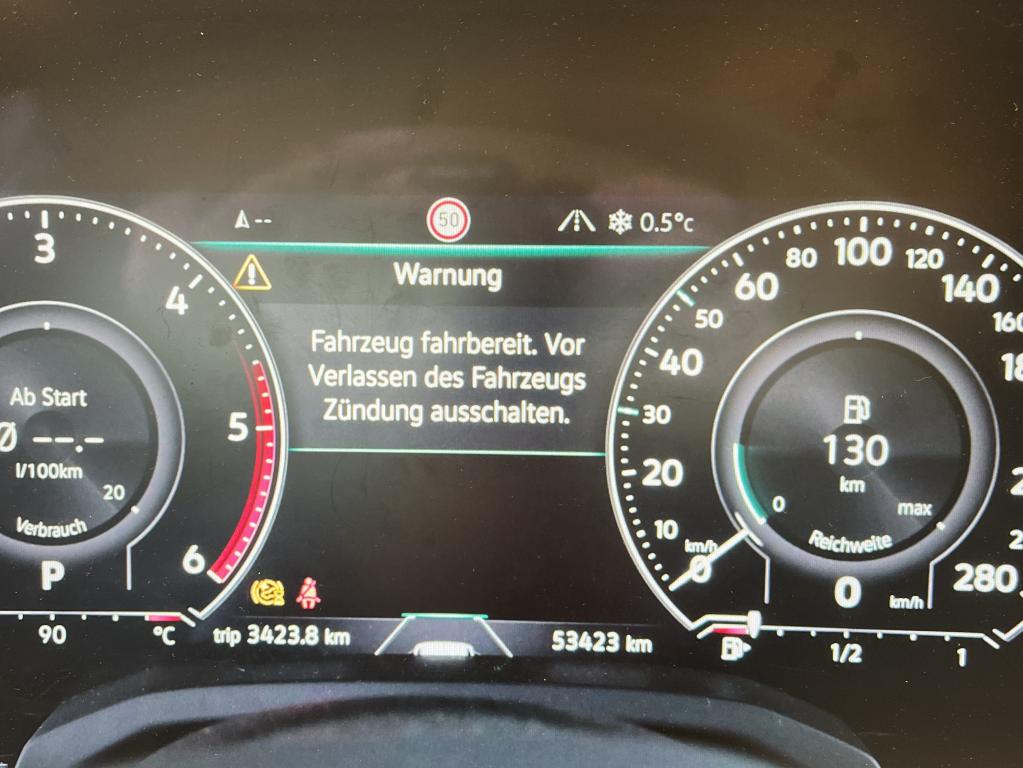 --
50
0.5°C
Warnung
Fahrzeug fahrbereit. Vor
Verlassen des Fahrzeugs
Zündung ausschalten.
3
4
5
6
Ab Start
Ø --.-
l/100km
20
Verbrauch
P
90
°C
trip 3423.8 km
53423 km
0
10
20
30
40
50
60
80
100
120
140
160
280
km/h
130
km
0
max
Reichweite
0
km/h
1/2
1